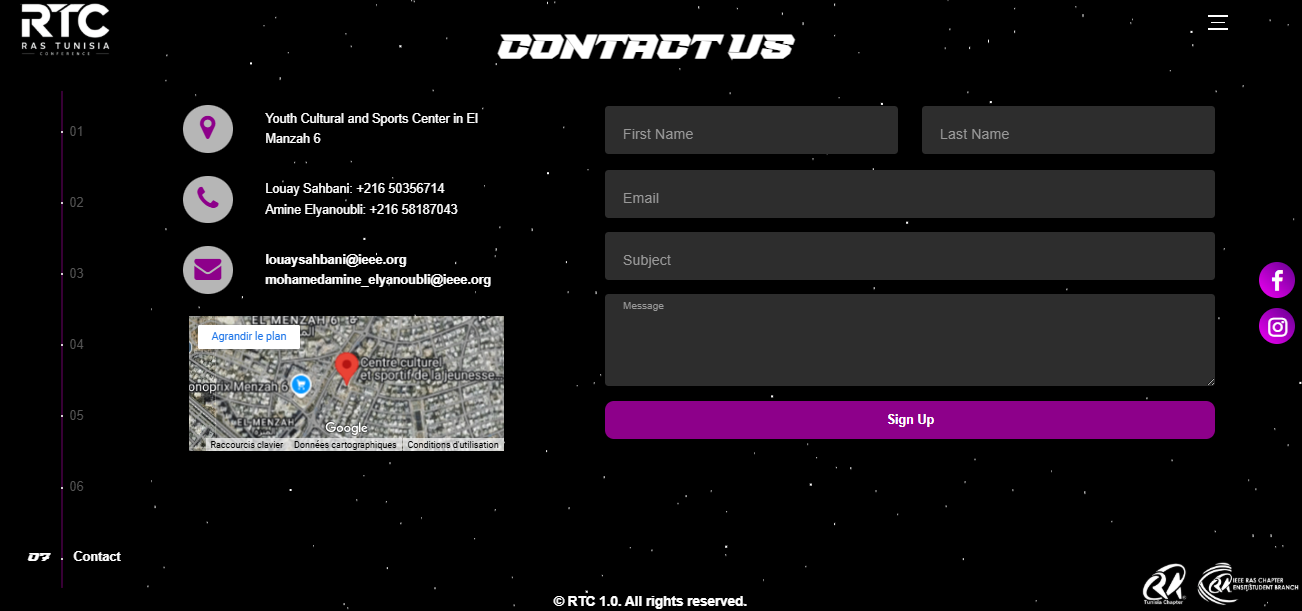 RTC
RAS TUNISIA
CONFERENCE
CONTACT US
01
02
03
04
05
06
07
Contact
Youth Cultural and Sports Center in El
Manzah 6
Louay Sahbani: +216 50356714
Amine Elyanoubli: +216 58187043
louaysahbani@ieee.org
mohamedamine_elyanoubli@ieee.org
EL MENZAH 6
Agrandir le plan
Centre culturel
et sportif de la jeunesse...
onoprix Menzah 6
EL MENZAH
Google
Raccourcis clavier
Données cartographiques
Conditions d'utilisation
First Name
Last Name
Email
Subject
Message
Sign Up
© RTC 1.0. All rights reserved.
Tunisia Chapter
IEEE RAS CHAPTER
ENSIT STUDENT BRANCH